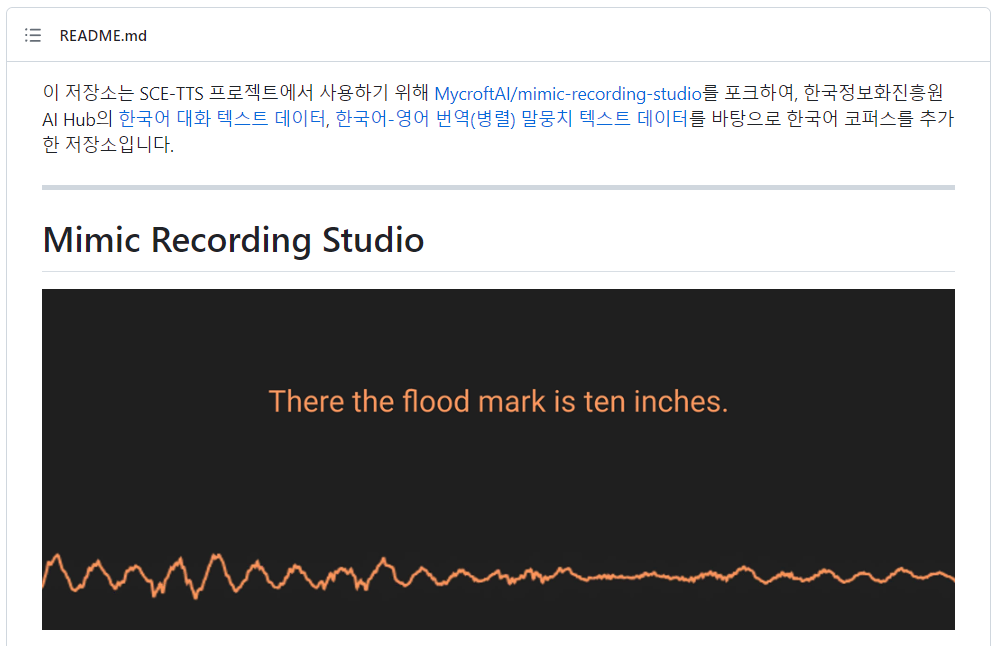 README.md
이 저장소는 SCE-TTS 프로젝트에서 사용하기 위해 MycroftAI/mimic-recording-studio를 포크하여, 한국정보화진흥원
AI Hub의 한국어 대화 텍스트 데이터, 한국어-영어 번역(병렬) 말뭉치 텍스트 데이터를 바탕으로 한국어 코퍼스를 추가
한 저장소입니다.
Mimic Recording Studio
There the flood mark is ten inches.